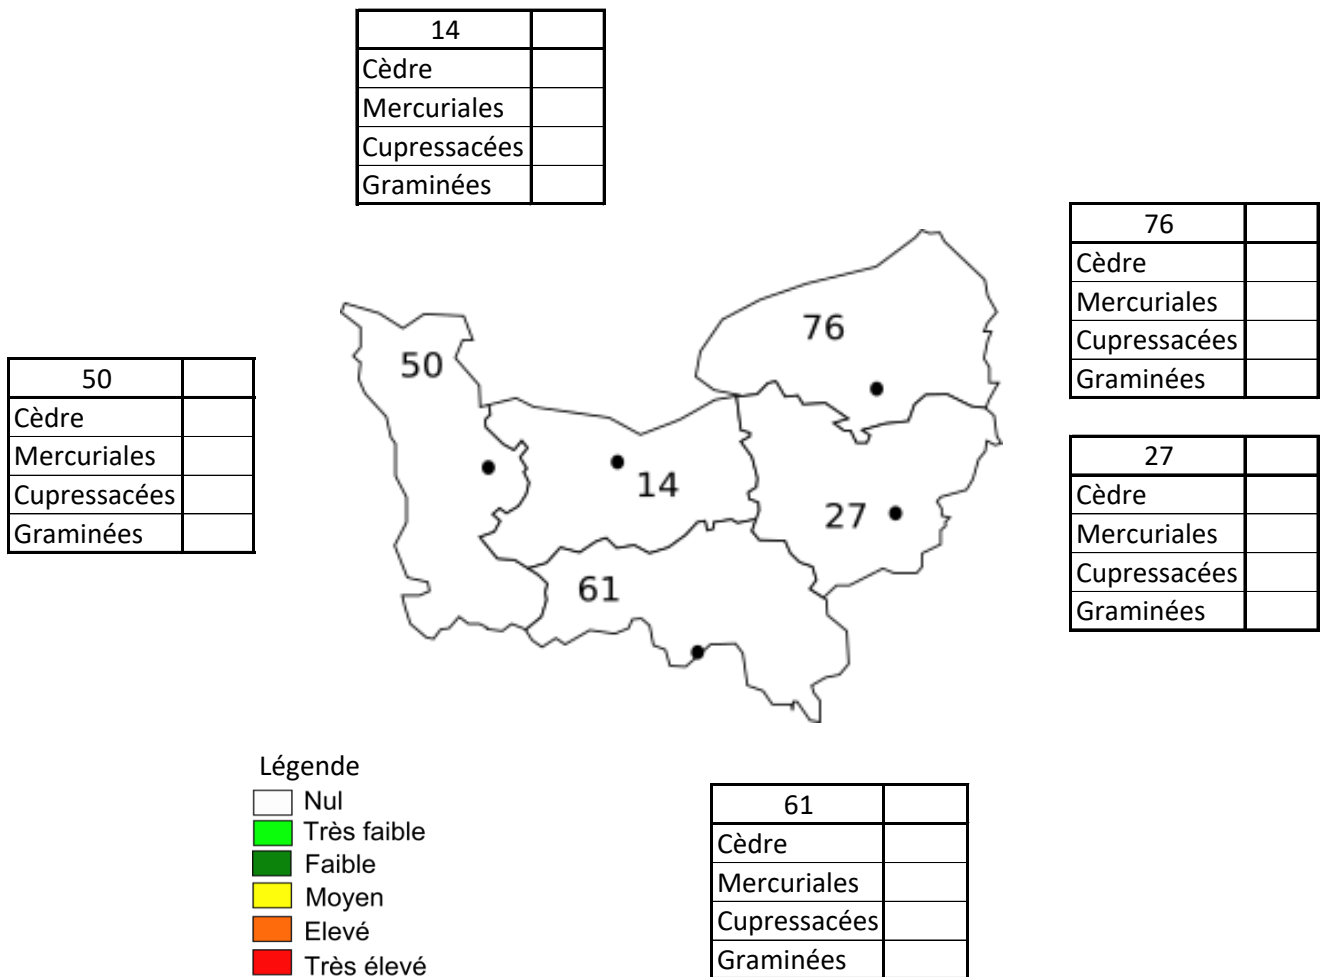 14
Cèdre
Mercuriales
Cupressacées
Graminées
76
Cèdre
Mercuriales
Cupressacées
Graminées
50
Cèdre
Mercuriales
Cupressacées
Graminées
76
50
14
27
61
27
Cèdre
Mercuriales
Cupressacées
Graminées
Légende
Nul
Très faible
Faible
Moyen
Elevé
Très élevé
61
Cèdre
Mercuriales
Cupressacées
Graminées